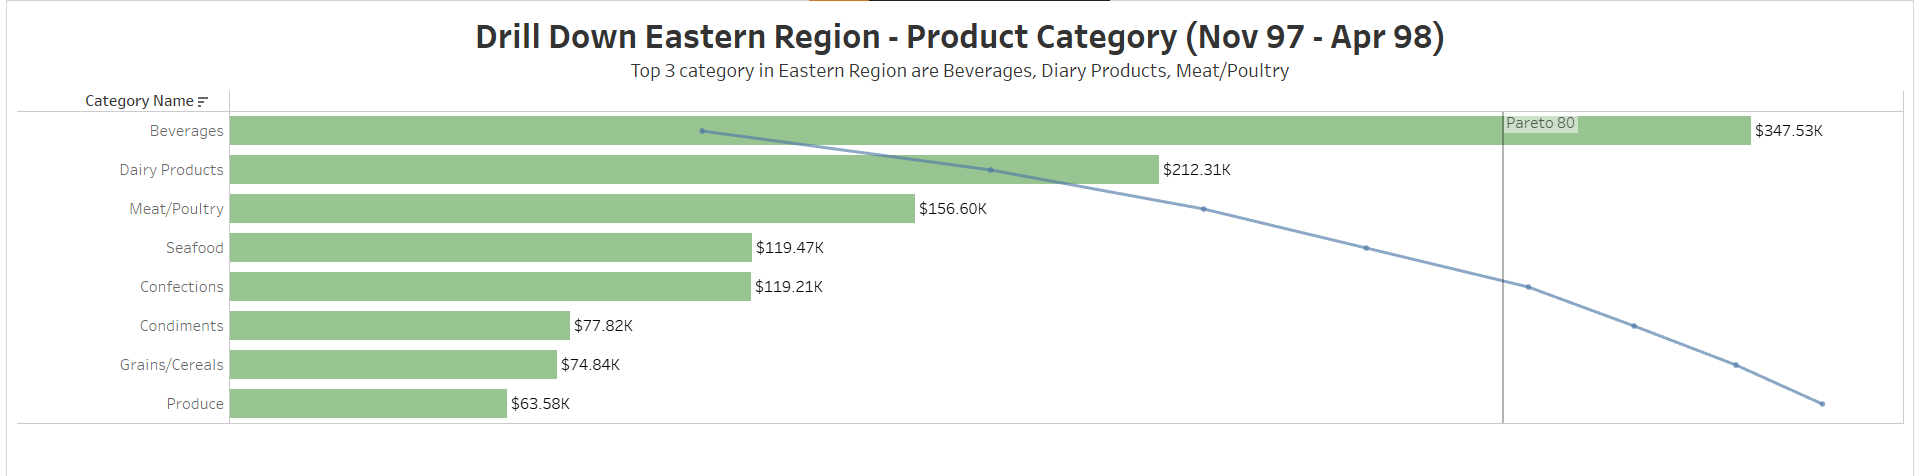 Drill Down Eastern Region - Product Category (Nov 97 - Apr 98)
Top 3 category in Eastern Region are Beverages, Diary Products, Meat/Poultry
Category Name
Beverages
Pareto 80
$347.53K
Dairy Products
$212.31K
Meat/Poultry
$156.60K
Seafood
$119.47K
Confections
$119.21K
Condiments
$77.82K
Grains/Cereals
$74.84K
Produce
$63.58K